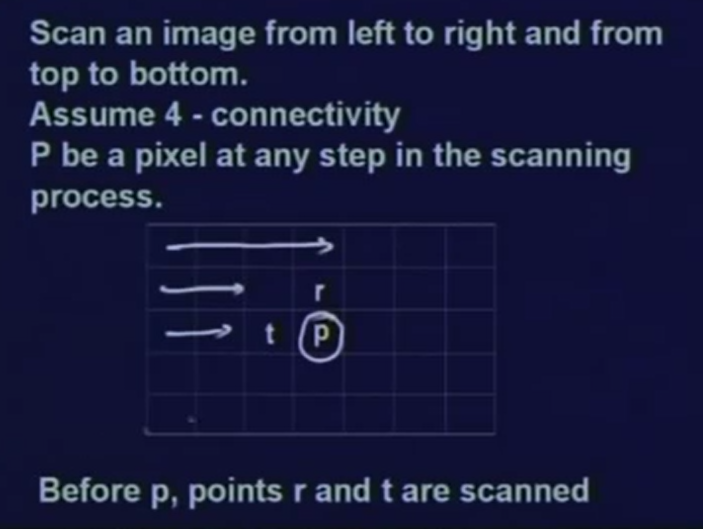 Scan an image from left to right and from
top to bottom.
Assume 4 - connectivity
P be a pixel at any step in the scanning
process.
r
t p
Before p, points r and t are scanned